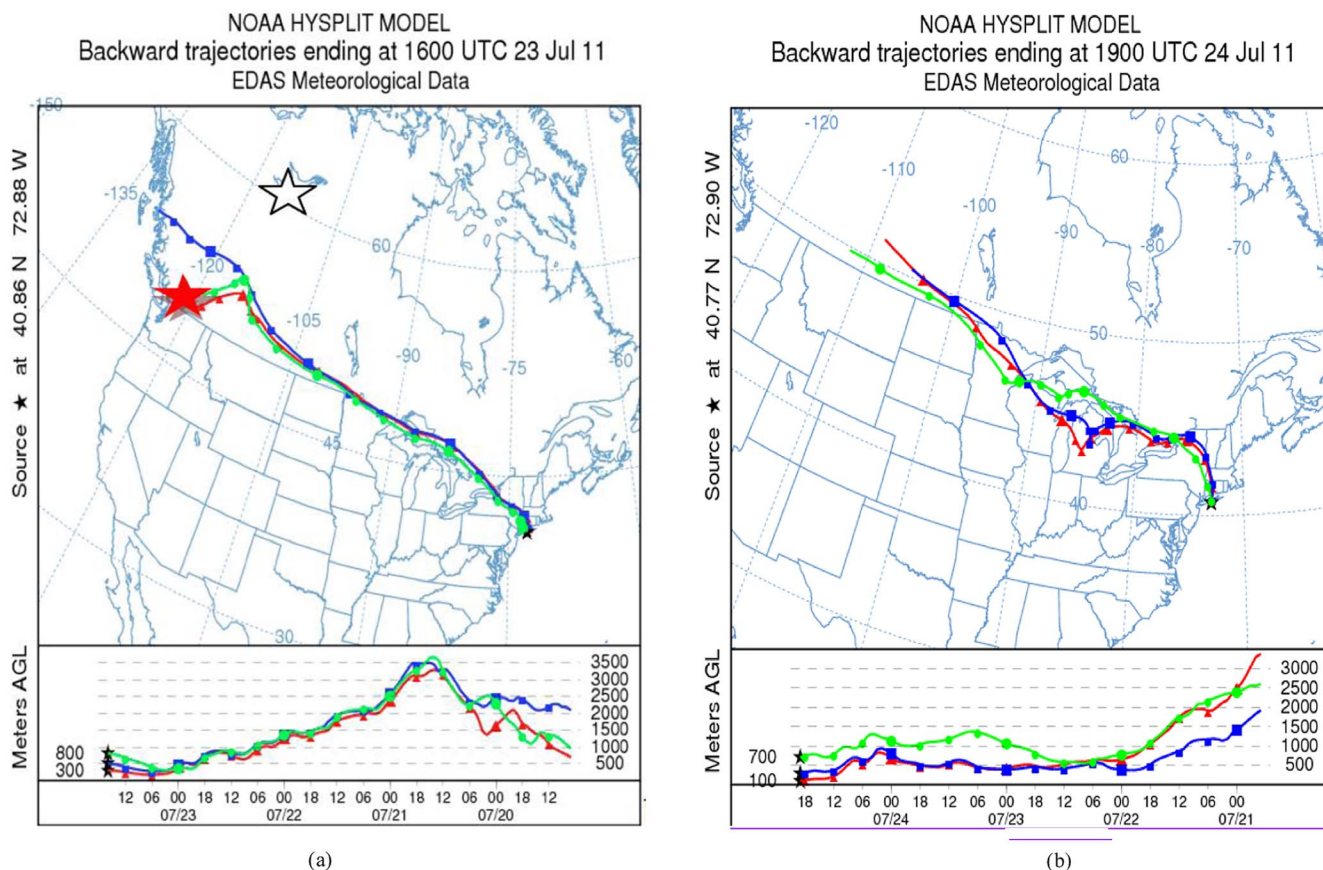 NOAA HYSPLIT MODEL
Backward trajectories ending at 1600 UTC 23 Jul 11
EDAS Meteorological Data
Source ★ at 40.86 N 72.88 W
-150
-135
-120
-105
-90
-75
-60
60
45
30
Meters AGL
3500
3000
2500
2000
1500
1000
500
800
300
12 06 00 18 12 06 00 18 12 06 00 18 12 06 00 18 12
07/23 07/22 07/21 07/20
(a)
NOAA HYSPLIT MODEL
Backward trajectories ending at 1900 UTC 24 Jul 11
EDAS Meteorological Data
Source ★ at 40.77 N 72.90 W
-120
-110
-100
-90
-80
-70
60
50
40
Meters AGL
3000
2500
2000
1500
1000
500
700
100
18 12 06 00 18 12 06 00 18 12 06 00 18 12 06 00
07/24 07/23 07/22 07/21
(b)